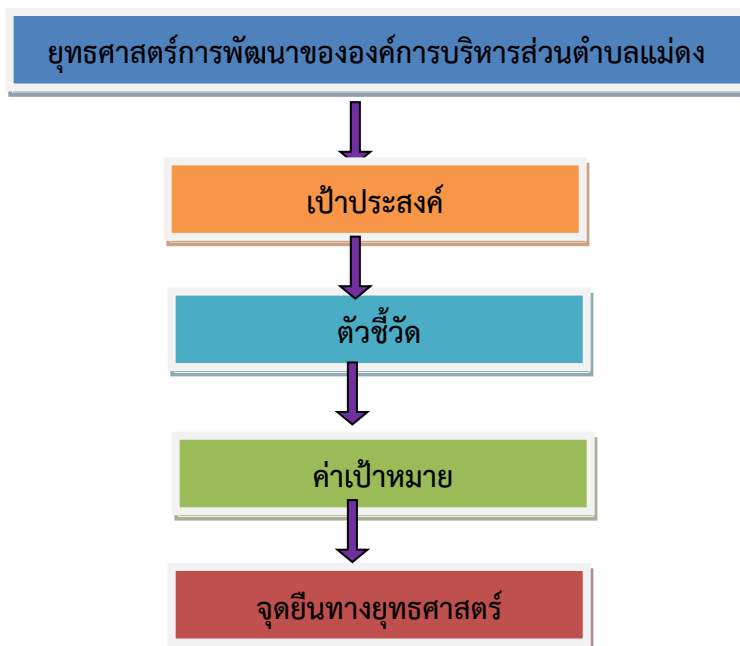 ยุทธศาสตร์การพัฒนาขององค์การบริหารส่วนตำบลแม่ดง
เป้าประสงค์
ตัวชี้วัด
ค่าเป้าหมาย
จุดยืนทางยุทธศาสตร์